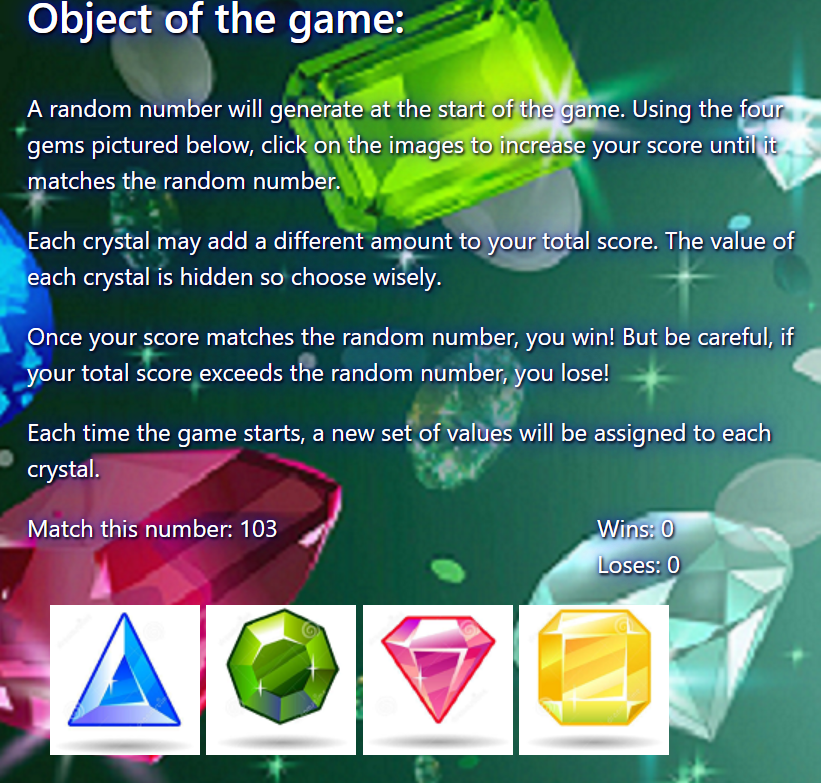 Object of the game:
A random number will generate at the start of the game. Using the four
gems pictured below, click on the images to increase your score until it
matches the random number.
Each crystal may add a different amount to your total score. The value of
each crystal is hidden so choose wisely.
Once your score matches the random number, you win! But be careful, if
your total score exceeds the random number, you lose!
Each time the game starts, a new set of values will be assigned to each
crystal.
Match this number: 103
Wins: 0
Loses: 0